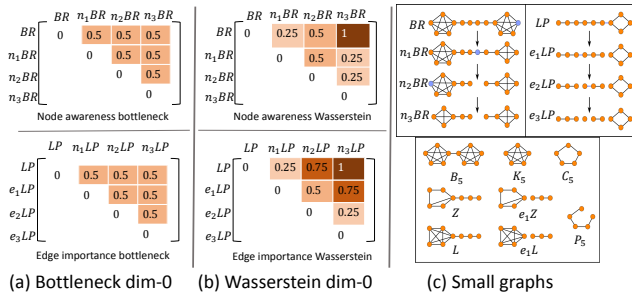 n₁BR n₂BR n₃BR
BR
BR 0 0.5 0.5 0.5
n₁BR 0 0.5 0.5
n₂BR 0 0.5
n₃BR 0
Node awareness bottleneck
LP n₁LP n₂LP n₃LP
LP 0 0.5 0.5 0.5
e₁LP 0 0.5 0.5
e₂LP 0 0.5
e₃LP 0
Edge importance bottleneck
(a) Bottleneck dim-0
BR n₁BR n₂BR n₃BR
BR 0 0.25 0.5 1
n₁BR 0 0.5 0.25
n₂BR 0 0.25
n₃BR 0
Node awareness Wasserstein
LP n₁LP n₂LP n₃LP
LP 0 0.25 0.75 1
e₁LP 0 0.5 0.75
e₂LP 0 0.25
e₃LP 0
Edge importance Wasserstein
(b) Wasserstein dim-0
BR
n₁BR
n₂BR
n₃BR
LP
e₁LP
e₂LP
e₃LP
B₅ K₅ C₅
Z e₁Z
P₅
L e₁L
(c) Small graphs